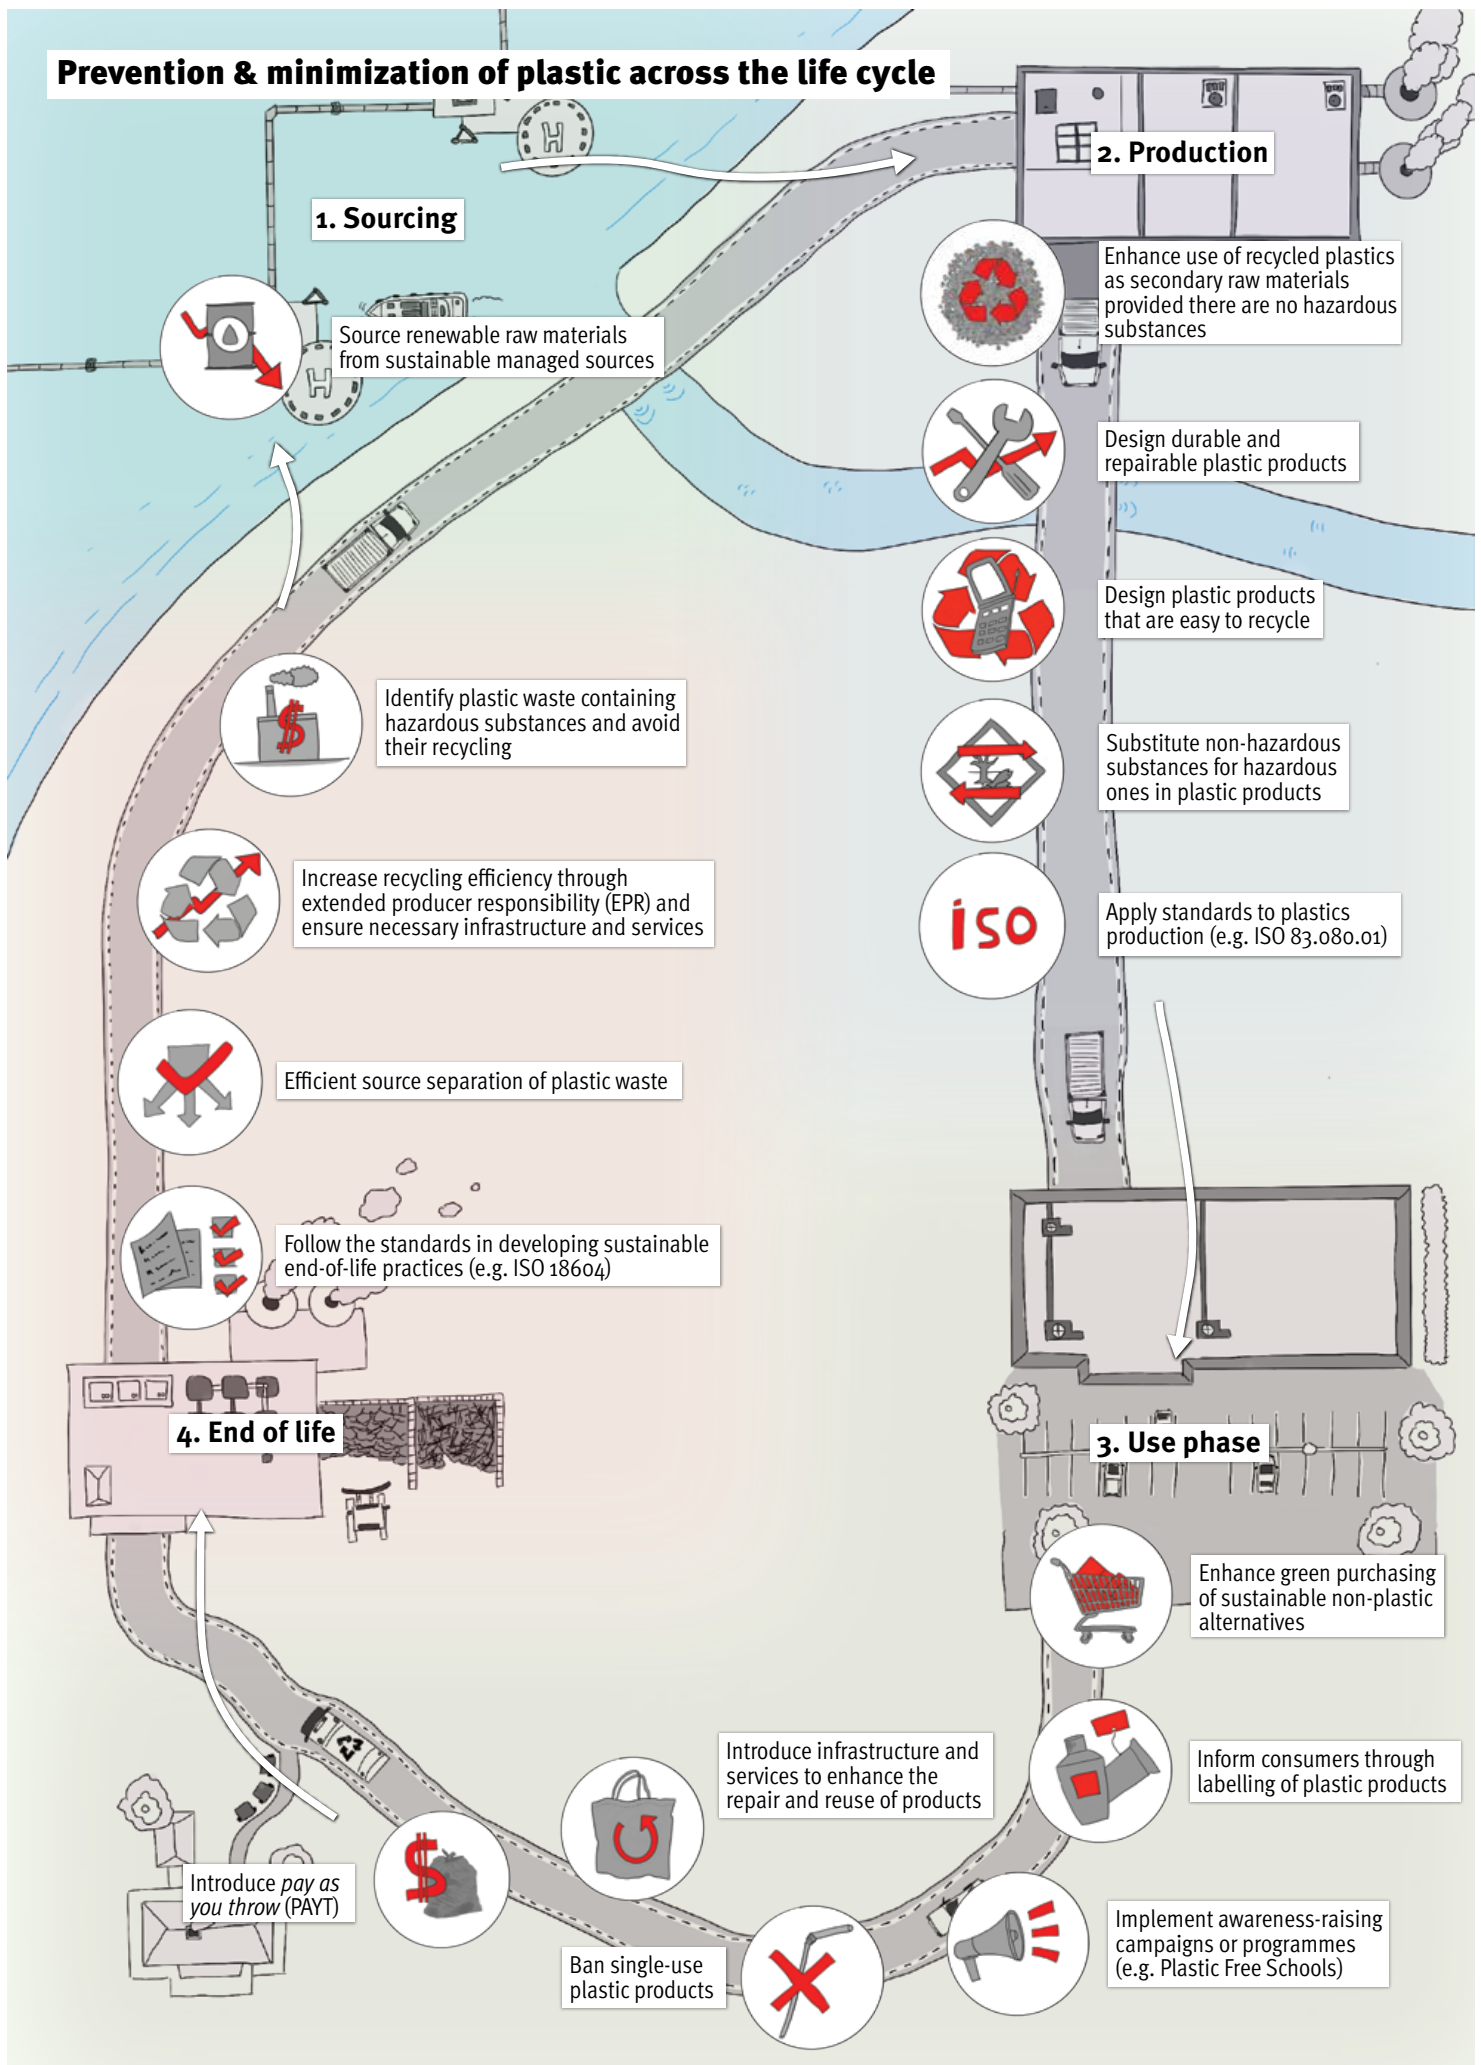 Prevention & minimization of plastic across the life cycle
1. Sourcing
H
H
Source renewable raw materials
from sustainable managed sources
2. Production
Enhance use of recycled plastics
as secondary raw materials
provided there are no hazardous
substances
Design durable and
repairable plastic products
Design plastic products
that are easy to recycle
Substitute non-hazardous
substances for hazardous
ones in plastic products
iso
Apply standards to plastics
production (e.g. ISO 83.080.01)
3. Use phase
Enhance green purchasing
of sustainable non-plastic
alternatives
Inform consumers through
labelling of plastic products
Implement awareness-raising
campaigns or programmes
(e.g. Plastic Free Schools)
Ban single-use
plastic products
Introduce infrastructure and
services to enhance the
repair and reuse of products
$
Introduce pay as
you throw (PAYT)
4. End of life
Follow the standards in developing sustainable
end-of-life practices (e.g. ISO 18604)
Efficient source separation of plastic waste
Increase recycling efficiency through
extended producer responsibility (EPR) and
ensure necessary infrastructure and services
$
Identify plastic waste containing
hazardous substances and avoid
their recycling